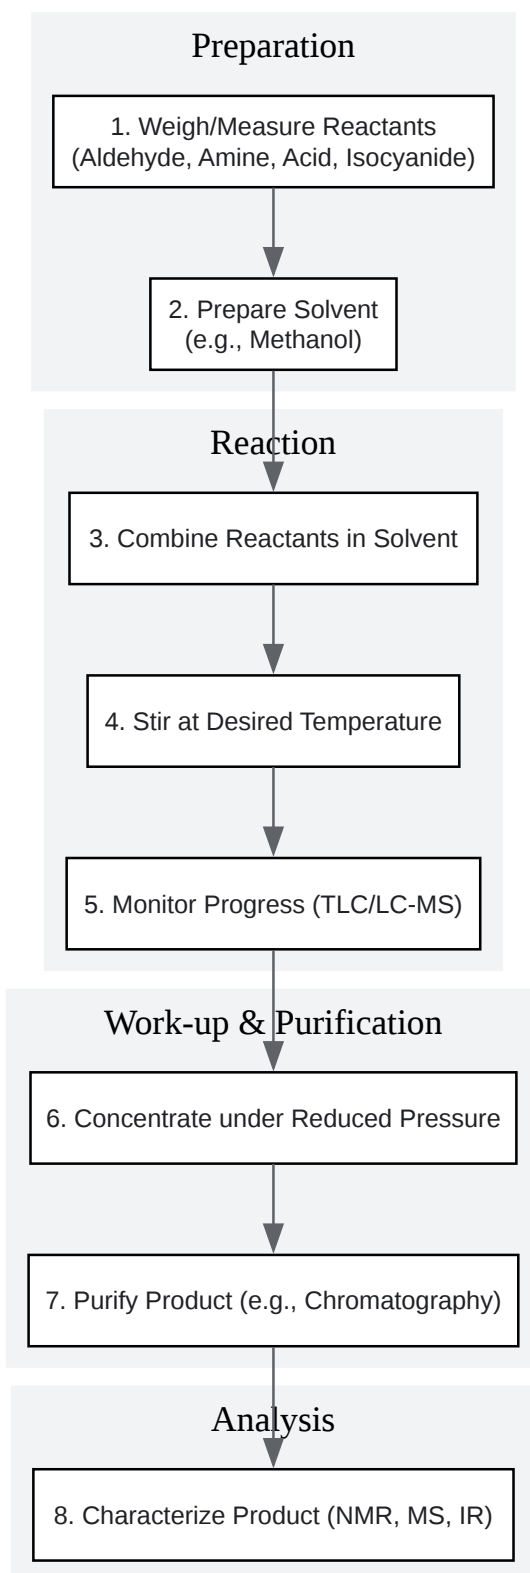 Preparation
1. Weigh/Measure Reactants
(Aldehyde, Amine, Acid, Isocyanide)
2. Prepare Solvent
(e.g., Methanol)
Reaction
3. Combine Reactants in Solvent
4. Stir at Desired Temperature
5. Monitor Progress (TLC/LC-MS)
Work-up & Purification
6. Concentrate under Reduced Pressure
7. Purify Product (e.g., Chromatography)
Analysis
8. Characterize Product (NMR, MS, IR)